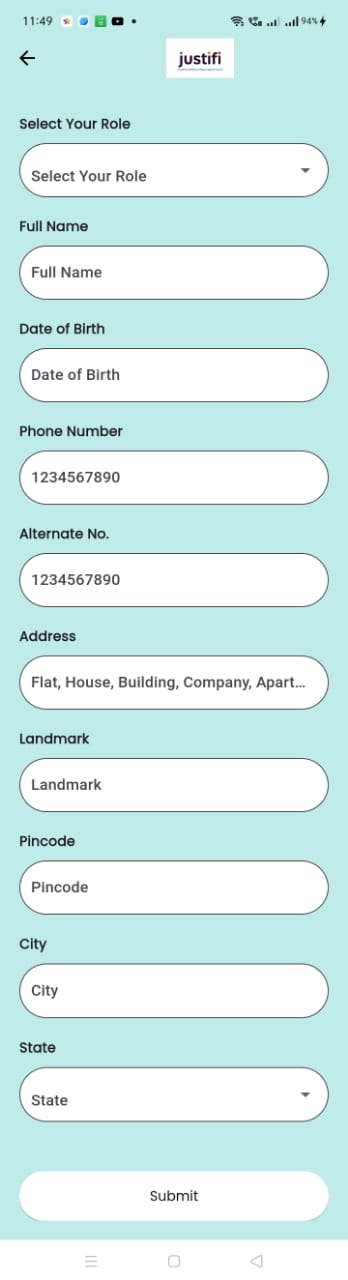 11:49
94%
justifi
Select Your Role
Select Your Role
Full Name
Full Name
Date of Birth
Date of Birth
Phone Number
1234567890
Alternate No.
1234567890
Address
Flat, House, Building, Company, Apart...
Landmark
Landmark
Pincode
Pincode
City
City
State
State
Submit